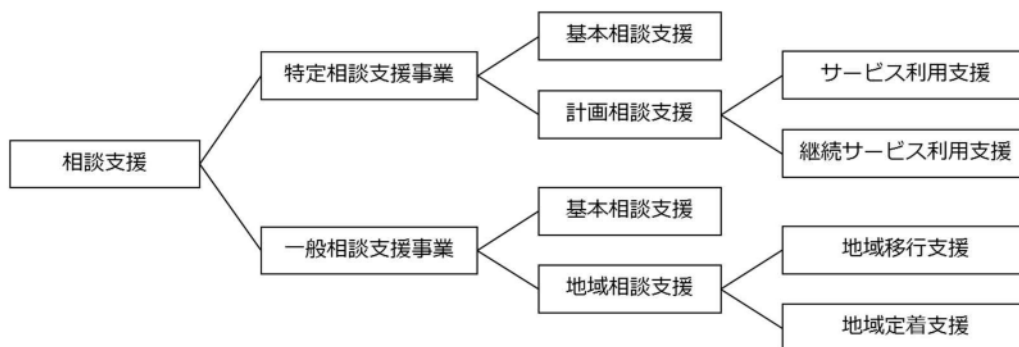 相談支援
特定相談支援事業
基本相談支援
計画相談支援
サービス利用支援
継続サービス利用支援
一般相談支援事業
基本相談支援
地域相談支援
地域移行支援
地域定着支援